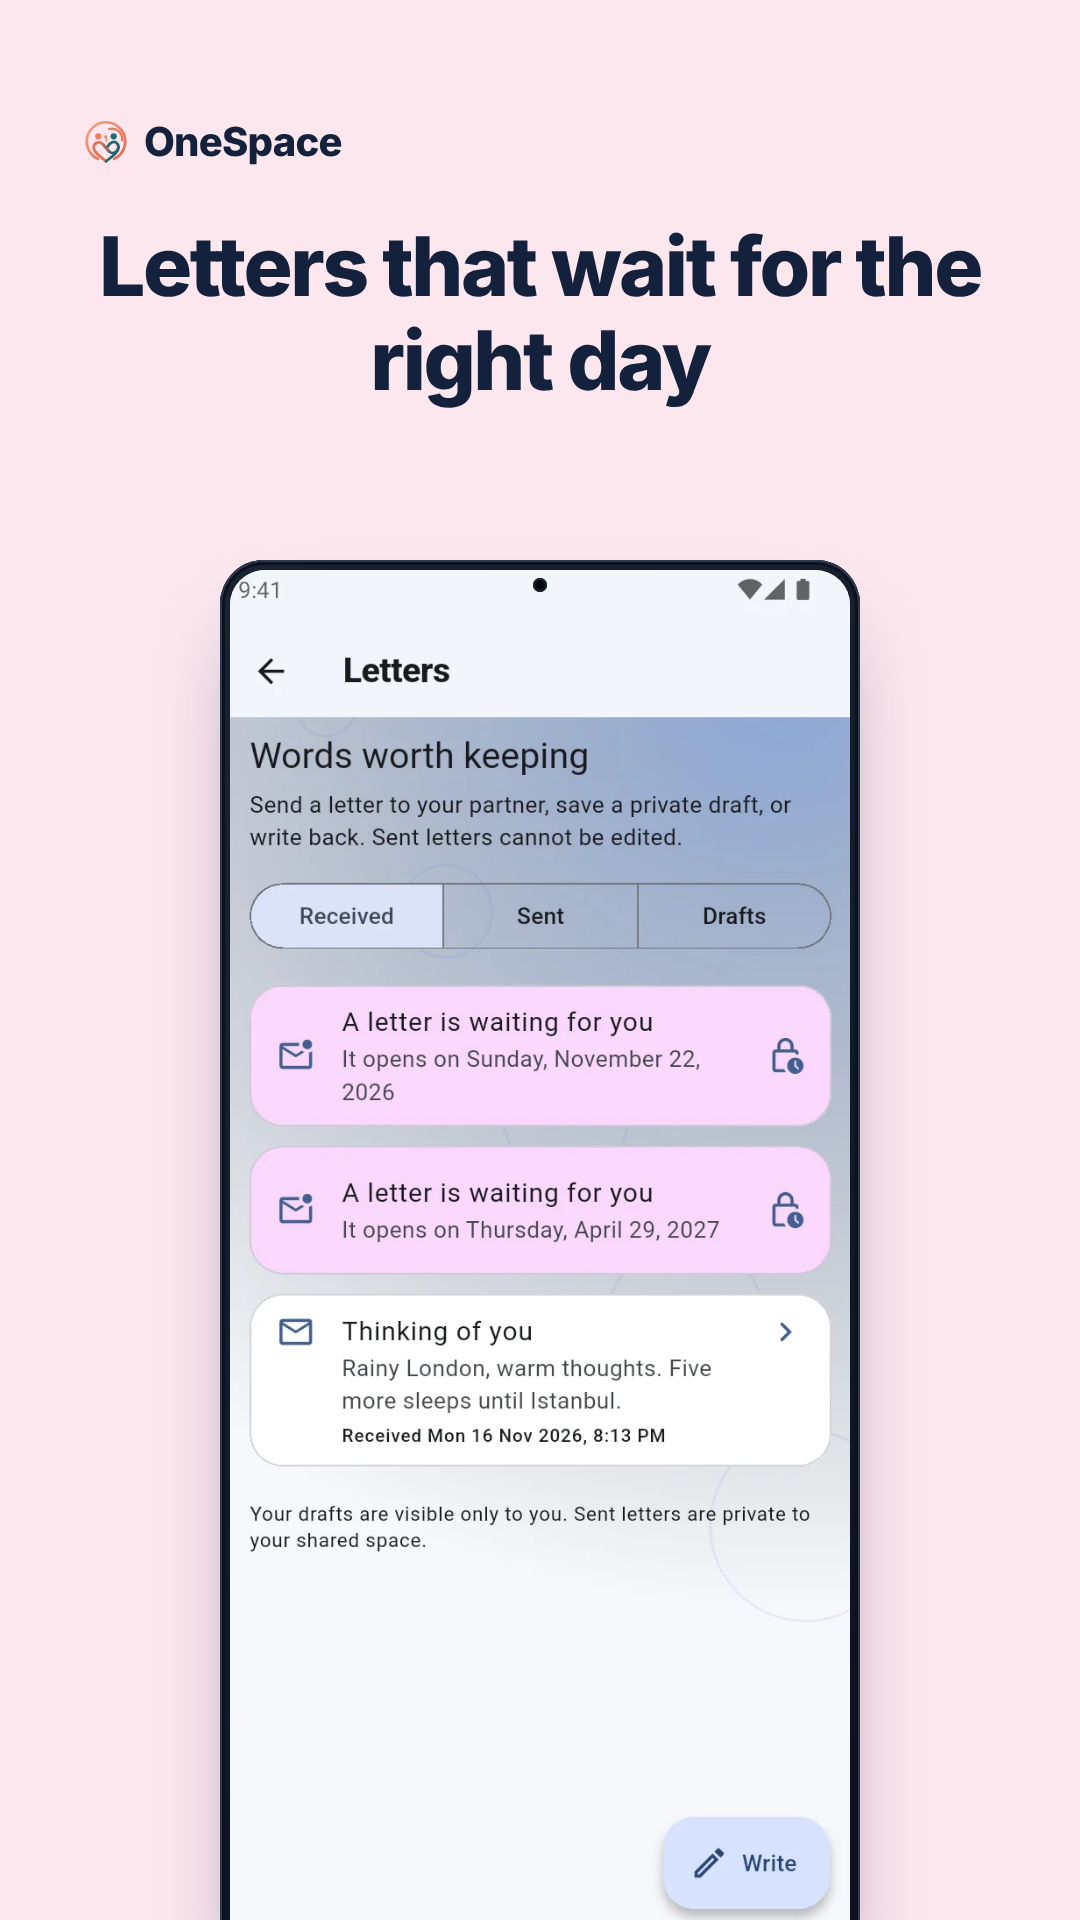 OneSpace
Letters that wait for the
right day
9:41
Letters
Words worth keeping
Send a letter to your partner, save a private draft, or
write back. Sent letters cannot be edited.
Received
Sent
Drafts
A letter is waiting for you
It opens on Sunday, November 22,
2026
A letter is waiting for you
It opens on Thursday, April 29, 2027
Thinking of you
Rainy London, warm thoughts. Five
more sleeps until Istanbul.
Received Mon 16 Nov 2026, 8:13 PM
Your drafts are visible only to you. Sent letters are private to
your shared space.
Write